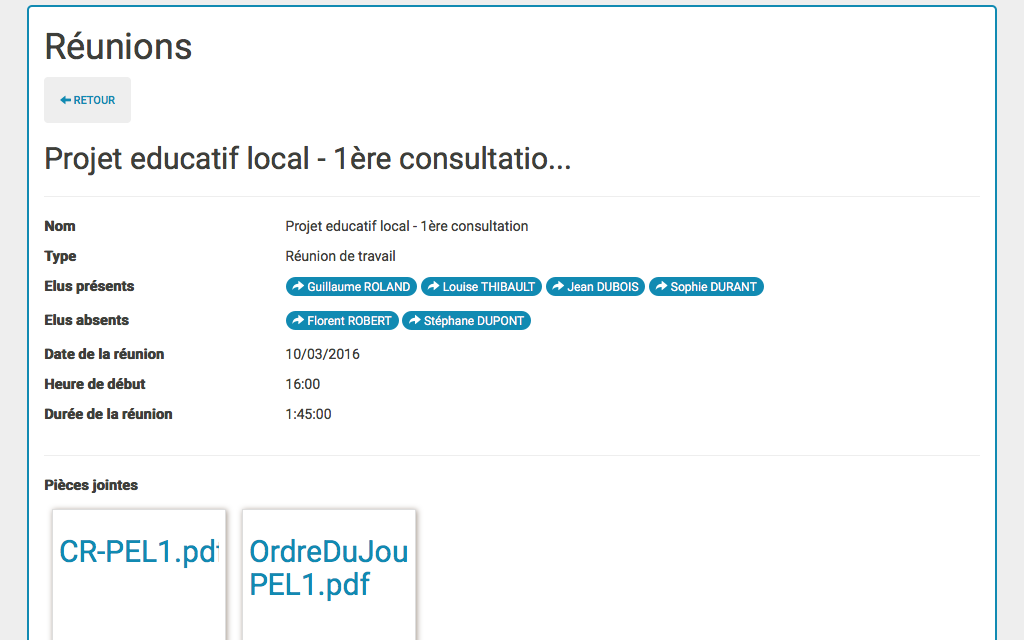 Réunions
RETOUR
Projet educatif local - 1ère consultatio...
Nom Projet educatif local - 1ère consultation
Type Réunion de travail
Elus présents Guillaume ROLAND Louise THIBAULT Jean DUBOIS Sophie DURANT
Elus absents Florent ROBERT Stéphane DUPONT
Date de la réunion 10/03/2016
Heure de début 16:00
Durée de la réunion 1:45:00
Pièces jointes
CR-PEL1.pdf
OrdreDuJou
PEL1.pdf